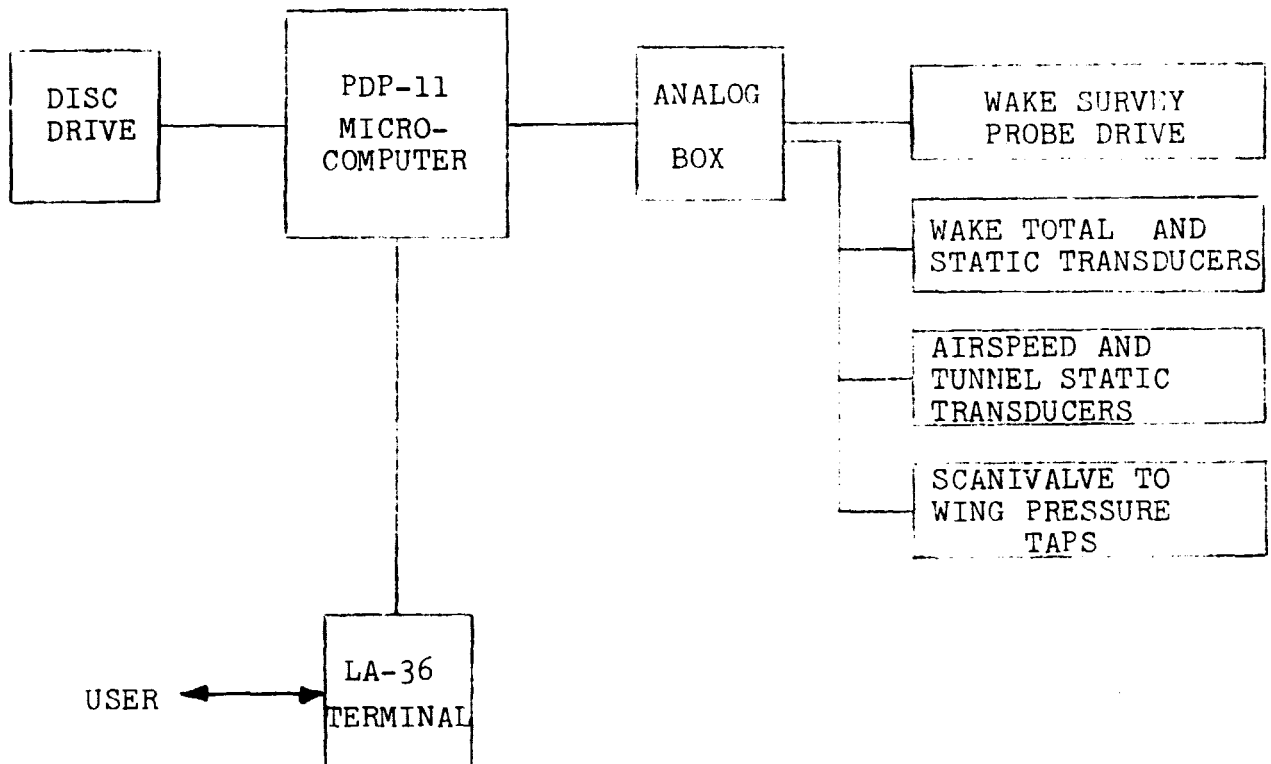 DISC
DRIVE
PDP-11
MICRO-
COMPUTER
ANALOG
BOX
WAKE SURVEY
PROBE DRIVE
WAKE TOTAL AND
STATIC TRANSDUCERS
AIRSPEED AND
TUNNEL STATIC
TRANSDUCERS
SCANIVALVE TO
WING PRESSURE
TAPS
USER
LA-36
TERMINAL